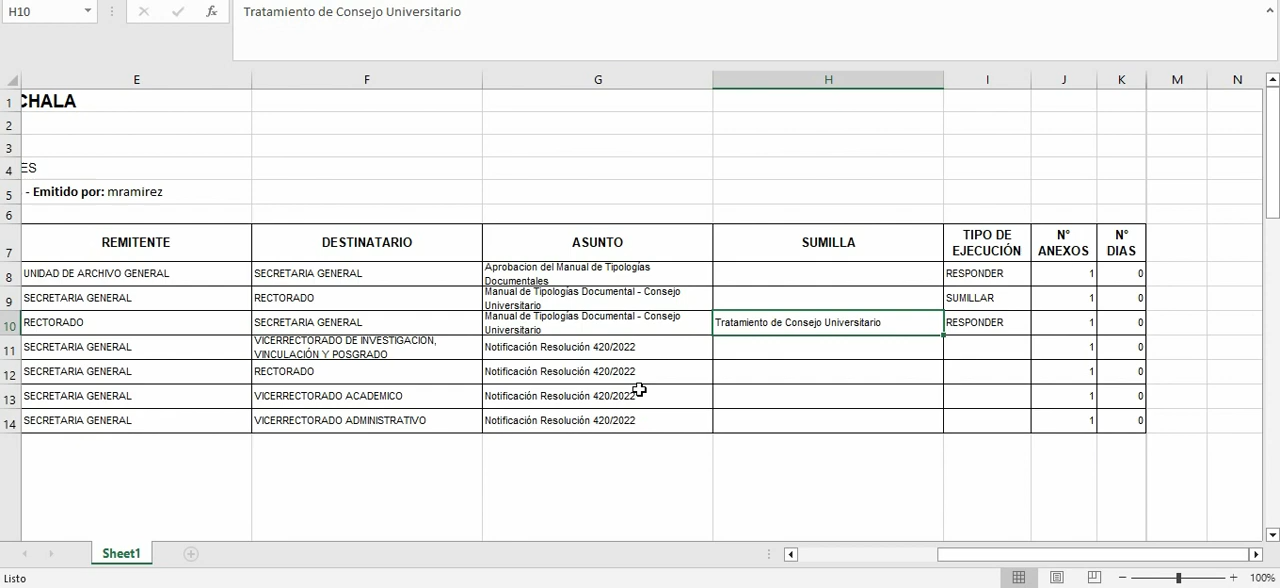 H10
fx
Tratamiento de Consejo Universitario
E F G H I J K M N
1 CHALA
2
3
4 ES
5 - Emitido por: mramirez
6
7 REMITENTE DESTINATARIO ASUNTO SUMILLA TIPO DE EJECUCIÓN N° ANEXOS N° DIAS
8 UNIDAD DE ARCHIVO GENERAL SECRETARIA GENERAL Aprobacion del Manual de Tipologías Documentales RESPONDER 1 0
9 SECRETARIA GENERAL RECTORADO Manual de Tipologías Documental - Consejo Universitario SUMILLAR 1 0
10 RECTORADO SECRETARIA GENERAL Manual de Tipologías Documental - Consejo Universitario Tratamiento de Consejo Universitario RESPONDER 1 0
11 SECRETARIA GENERAL VICERRECTORADO DE INVESTIGACIÓN, VINCULACIÓN Y POSGRADO Notificación Resolución 420/2022 1 0
12 SECRETARIA GENERAL RECTORADO Notificación Resolución 420/2022 1 0
13 SECRETARIA GENERAL VICERRECTORADO ACADEMICO Notificación Resolución 420/2022 1 0
14 SECRETARIA GENERAL VICERRECTORADO ADMINISTRATIVO Notificación Resolución 420/2022 1 0
Sheet1
Listo
100%